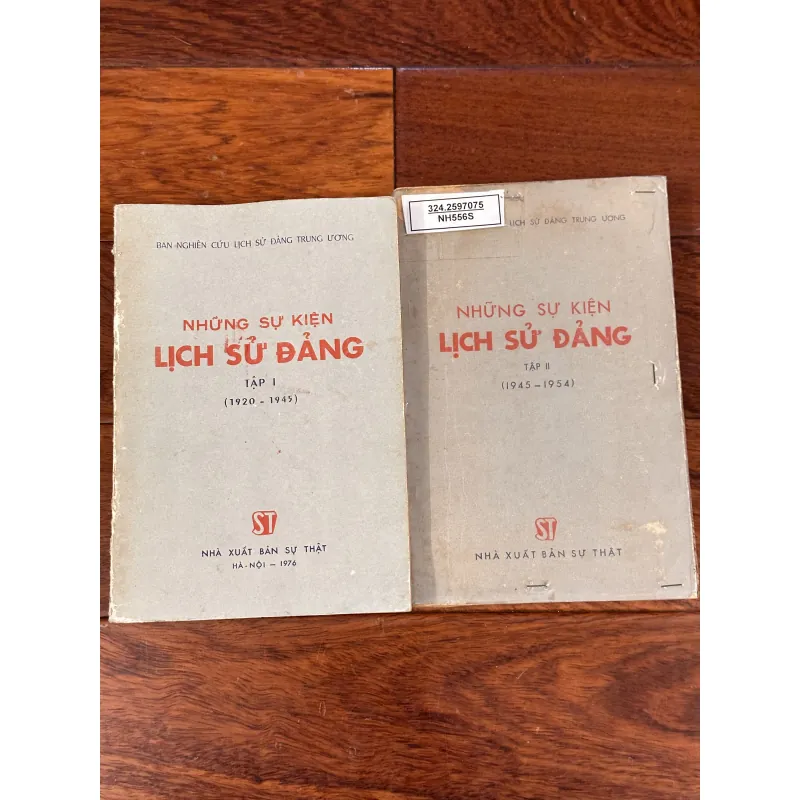 BAN NGHIÊN CỨU LỊCH SỬ ĐẢNG TRUNG ƯƠNG
NHỮNG SỰ KIỆN
LỊCH SỬ ĐẢNG
TẬP I
(1920 - 1945)
ST
NHÀ XUẤT BẢN SỰ THẬT
HÀ-NỘI - 1976
324.2597075
NH556S
LỊCH SỬ ĐẢNG TRUNG ƯƠNG
NHỮNG SỰ KIỆN
LỊCH SỬ ĐẢNG
TẬP II
(1945 - 1954)
ST
NHÀ XUẤT BẢN SỰ THẬT